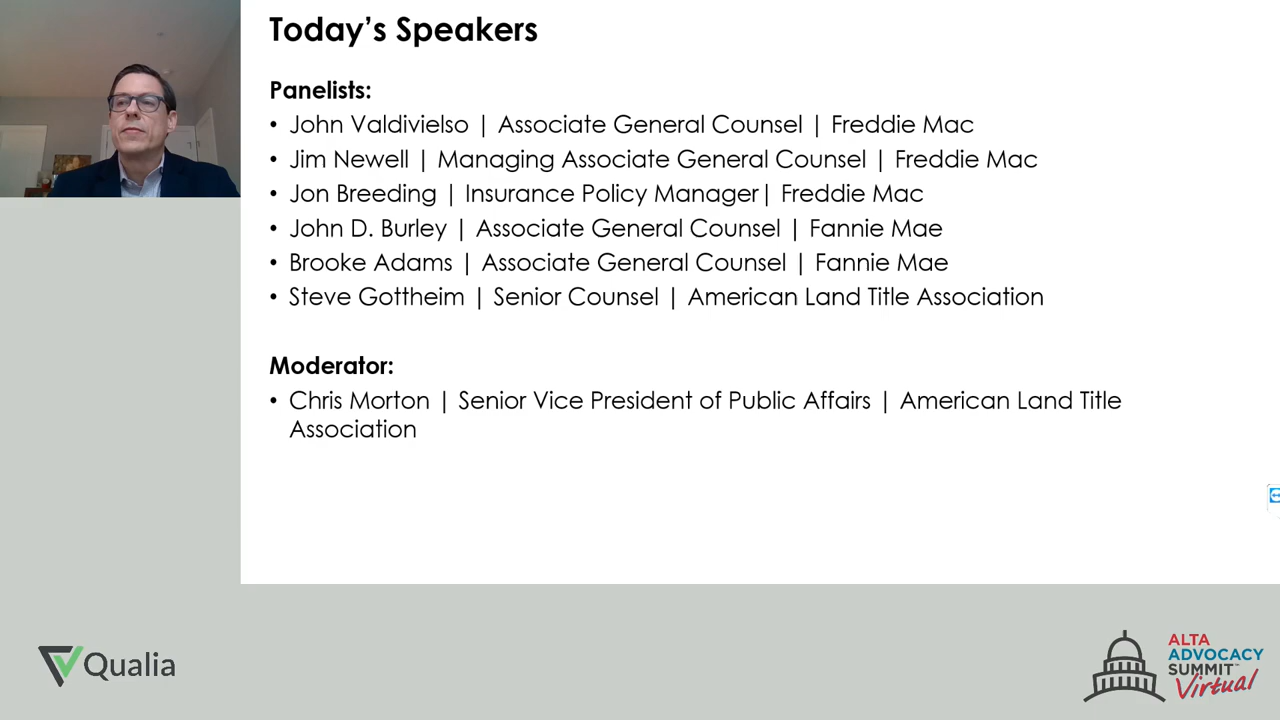 Today’s Speakers
Panelists:
• John Valdivielso | Associate General Counsel | Freddie Mac
• Jim Newell | Managing Associate General Counsel | Freddie Mac
• Jon Breeding | Insurance Policy Manager| Freddie Mac
• John D. Burley | Associate General Counsel | Fannie Mae
• Brooke Adams | Associate General Counsel | Fannie Mae
• Steve Gottheim | Senior Counsel | American Land Title Association
Moderator:
• Chris Morton | Senior Vice President of Public Affairs | American Land Title
Association
Qualia
ALTA
ADVOCACY
SUMMIT™
Virtual